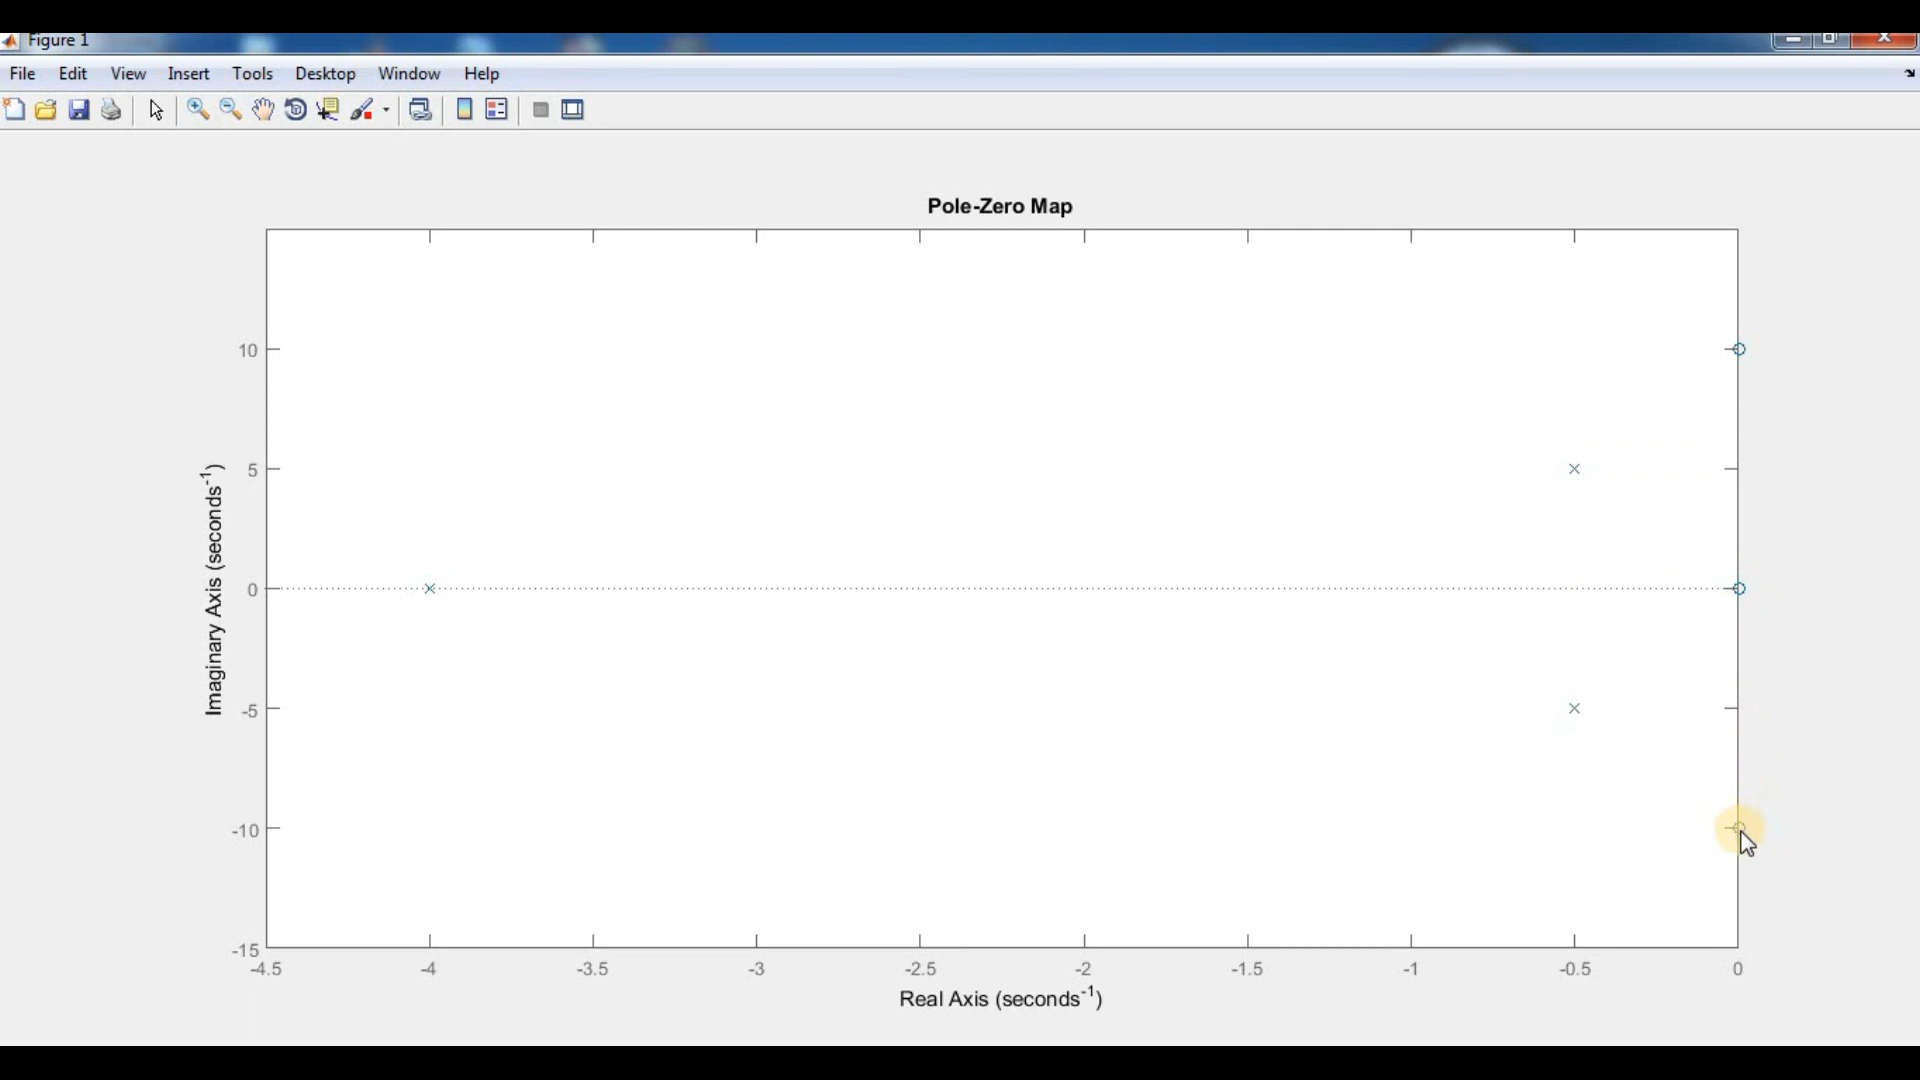 Figure 1
File Edit View Insert Tools Desktop Window Help
Pole-Zero Map
10
5
0
-5
-10
-15
Imaginary Axis (seconds⁻¹)
-4.5 -4 -3.5 -3 -2.5 -2 -1.5 -1 -0.5 0
Real Axis (seconds⁻¹)